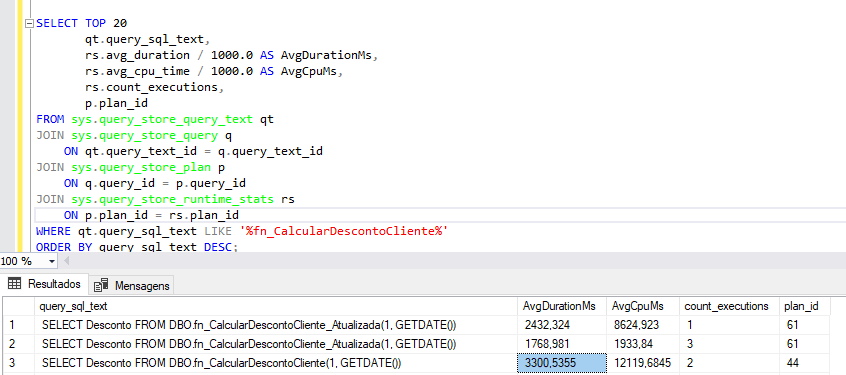 SELECT TOP 20
qt.query_sql_text,
rs.avg_duration / 1000.0 AS AvgDurationMs,
rs.avg_cpu_time / 1000.0 AS AvgCpuMs,
rs.count_executions,
p.plan_id
FROM sys.query_store_query_text qt
JOIN sys.query_store_query q
ON qt.query_text_id = q.query_text_id
JOIN sys.query_store_plan p
ON q.query_id = p.query_id
JOIN sys.query_store_runtime_stats rs
ON p.plan_id = rs.plan_id
WHERE qt.query_sql_text LIKE '%fn_CalcularDescontoCliente%'
ORDER BY query_sql_text DESC;
100 %
Resultados Mensagens
query_sql_text AvgDurationMs AvgCpuMs count_executions plan_id
1 SELECT Desconto FROM DBO.fn_CalcularDescontoCliente_Atualizada(1, GETDATE()) 2432,324 8624,923 1 61
2 SELECT Desconto FROM DBO.fn_CalcularDescontoCliente_Atualizada(1, GETDATE()) 1768,981 1933,84 3 61
3 SELECT Desconto FROM DBO.fn_CalcularDescontoCliente(1, GETDATE()) 3300,5355 12119,6845 2 44